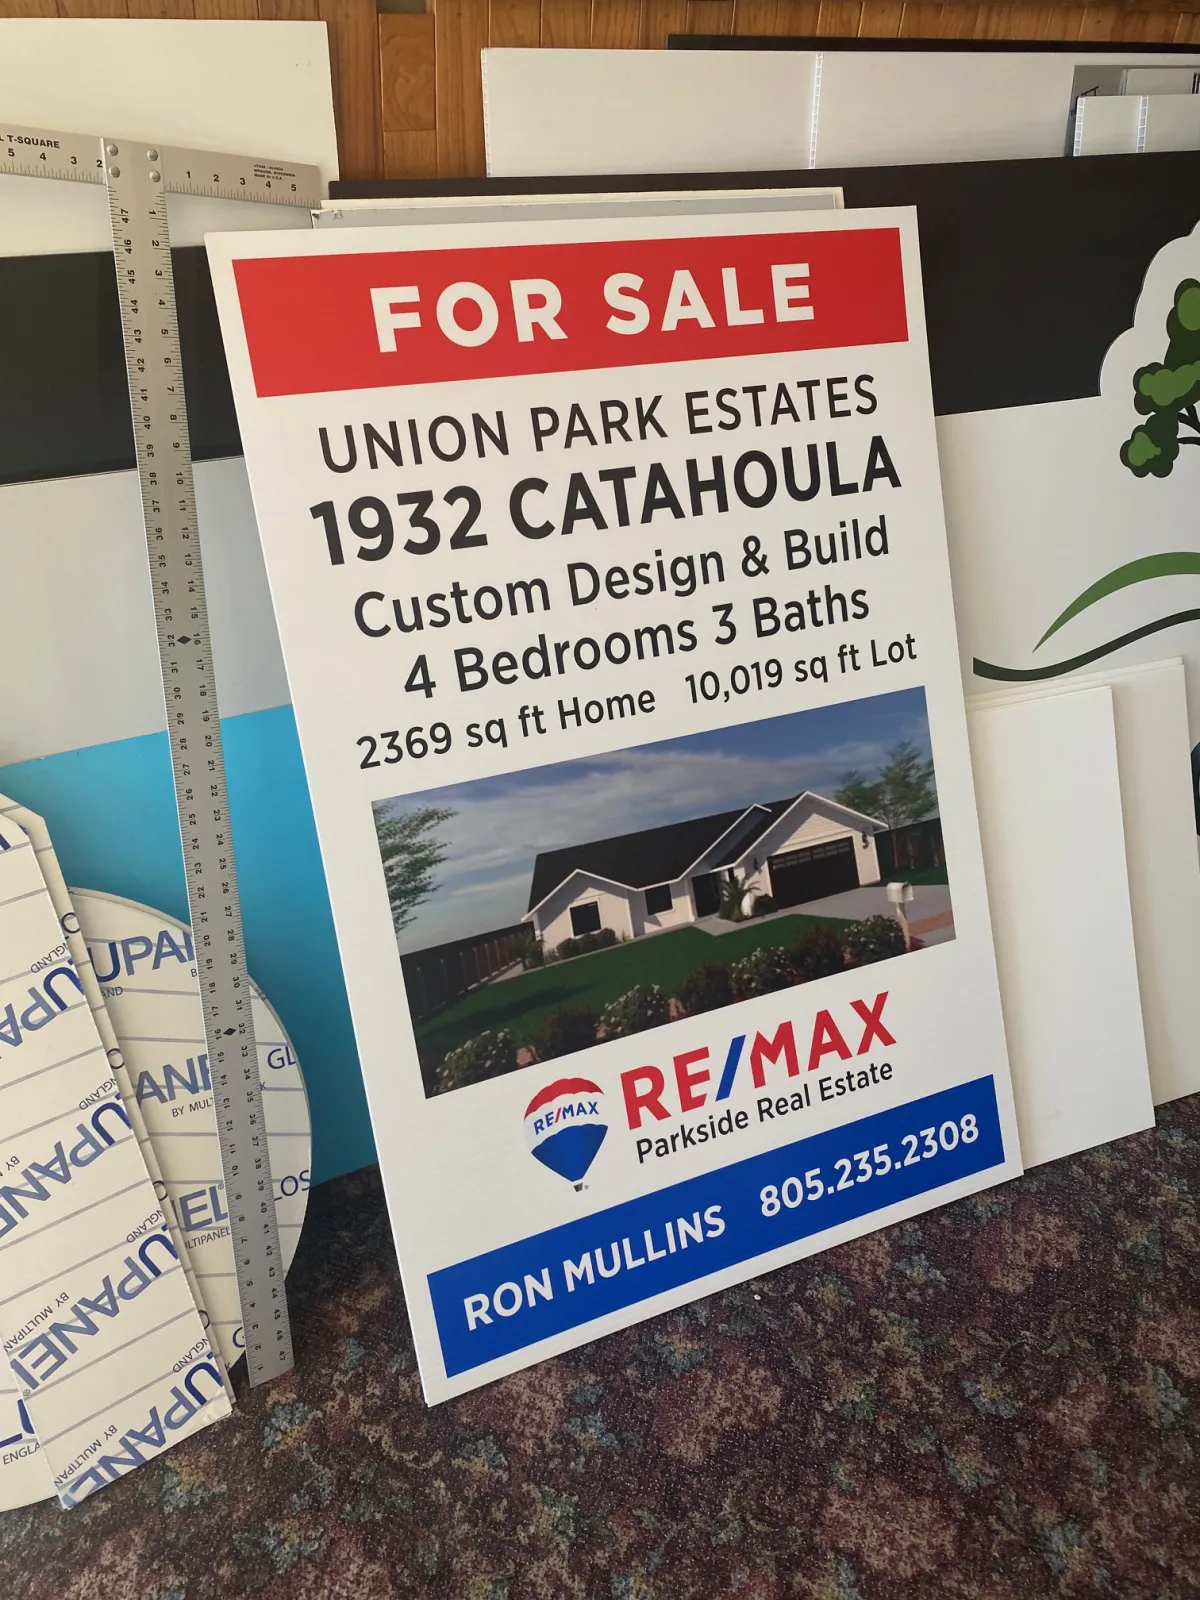 FOR SALE
UNION PARK ESTATES
1932 CATAHOULA
Custom Design & Build
4 Bedrooms 3 Baths
2369 sq ft Home 10,019 sq ft Lot
RE/MAX
RE/MAX
Parkside Real Estate
RON MULLINS 805.235.2308
T-SQUARE